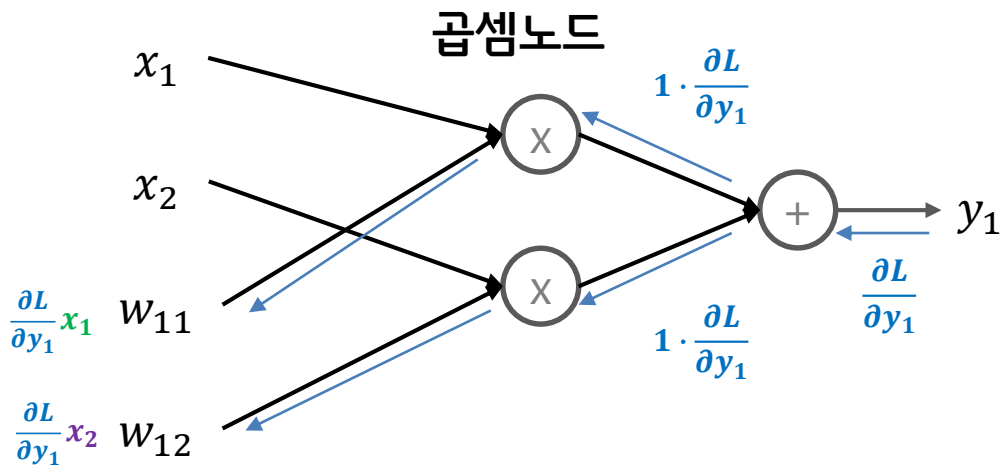 곱셈노드
x₁
1 · ∂L/∂y₁
x
x₂
+
y₁
x
∂L/∂y₁
∂L/∂y₁ x₁ w₁₁
1 · ∂L/∂y₁
∂L/∂y₁ x₂ w₁₂